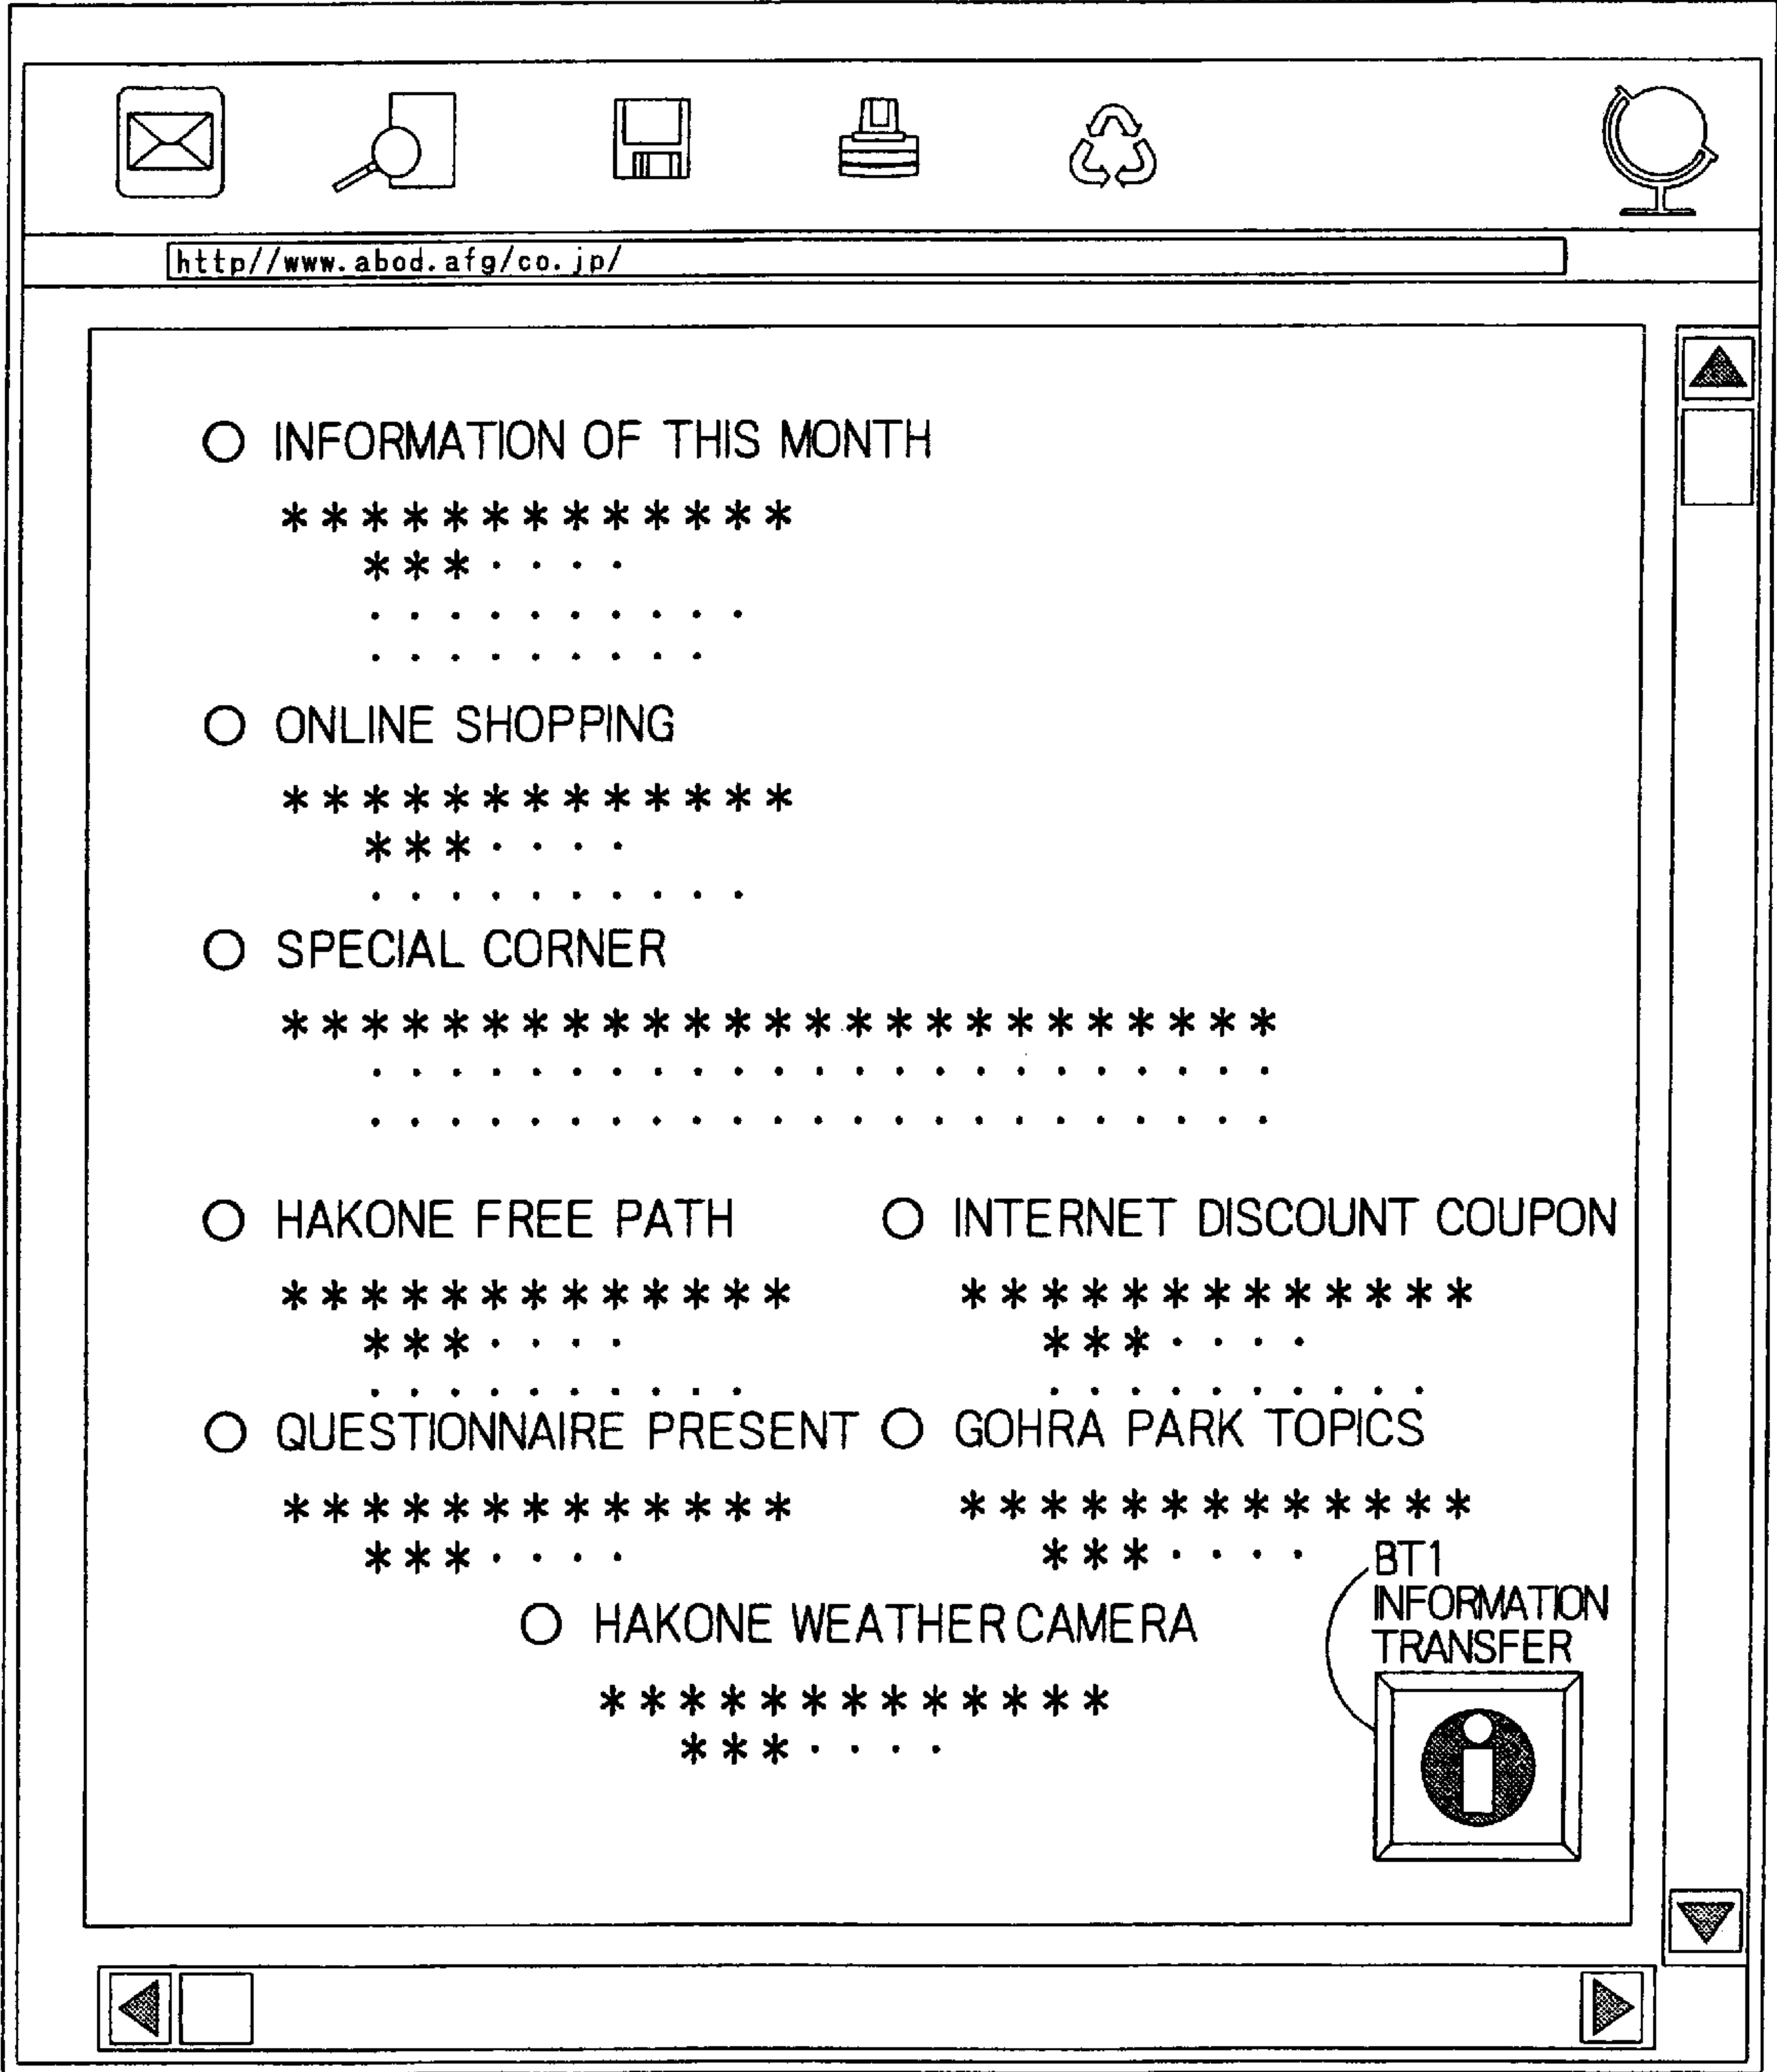 http//www.abod.afg/co.jp/
○ INFORMATION OF THIS MONTH
* * * * * * * * * * * * *
* * * · · · ·
· · · · · · · · · ·
· · · · · · · · ·
○ ONLINE SHOPPING
* * * * * * * * * * * * *
* * * · · · ·
· · · · · · · · · ·
○ SPECIAL CORNER
* * * * * * * * * * * * * * * * * * * * * * * * *
· · · · · · · · · · · · · · · · · · · · · · ·
· · · · · · · · · · · · · · · · · · · · · · ·
○ HAKONE FREE PATH ○ INTERNET DISCOUNT COUPON
* * * * * * * * * * * * * * * * * * * * * * * * * *
* * * · · · · * * * · · · ·
· · · · · · · · · · · · · · · · · · · ·
○ QUESTIONNAIRE PRESENT ○ GOHRA PARK TOPICS
* * * * * * * * * * * * * * * * * * * * * * * * * *
* * * · · · · * * * · · · ·
BT1
INFORMATION
TRANSFER
○ HAKONE WEATHER CAMERA
* * * * * * * * * * * * *
* * * · · · ·
i